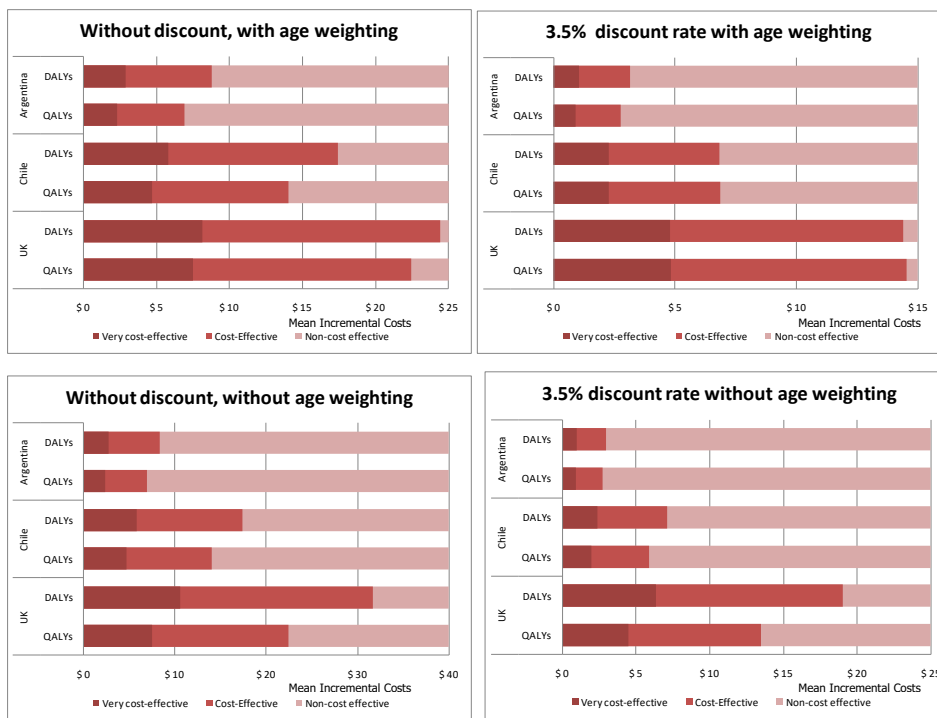 Without discount, with age weighting
Argentina
DALYs
QALYs
Chile
DALYs
QALYs
UK
DALYs
QALYs
$ 0 $ 5 $ 10 $ 15 $ 20 $ 25
Mean Incremental Costs
Very cost-effective Cost-Effective Non-cost effective
3.5% discount rate with age weighting
Argentina
DALYs
QALYs
Chile
DALYs
QALYs
UK
DALYs
QALYs
$ 0 $ 5 $ 10 $ 15
Mean Incremental Costs
Very cost-effective Cost-Effective Non-cost effective
Without discount, without age weighting
Argentina
DALYs
QALYs
Chile
DALYs
QALYs
UK
DALYs
QALYs
$ 0 $ 10 $ 20 $ 30 $ 40
Mean Incremental Costs
Very cost-effective Cost-Effective Non-cost effective
3.5% discount rate without age weighting
Argentina
DALYs
QALYs
Chile
DALYs
QALYs
UK
DALYs
QALYs
$ 0 $ 5 $ 10 $ 15 $ 20 $ 25
Mean Incremental Costs
Very cost-effective Cost-Effective Non-cost effective